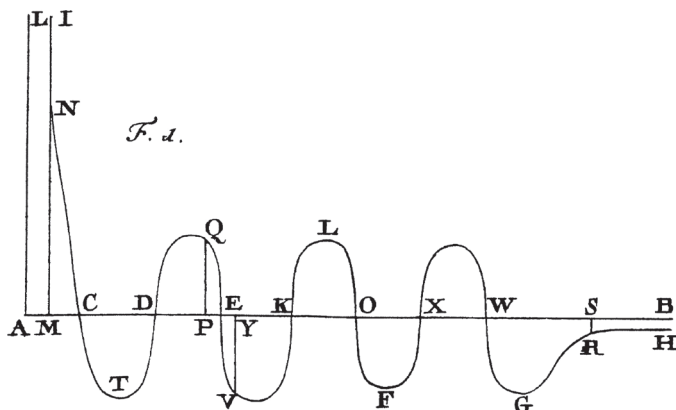 L I
N
F. 1.
Q
L
C D E K O X W S B
A M P Y R H
T V F G